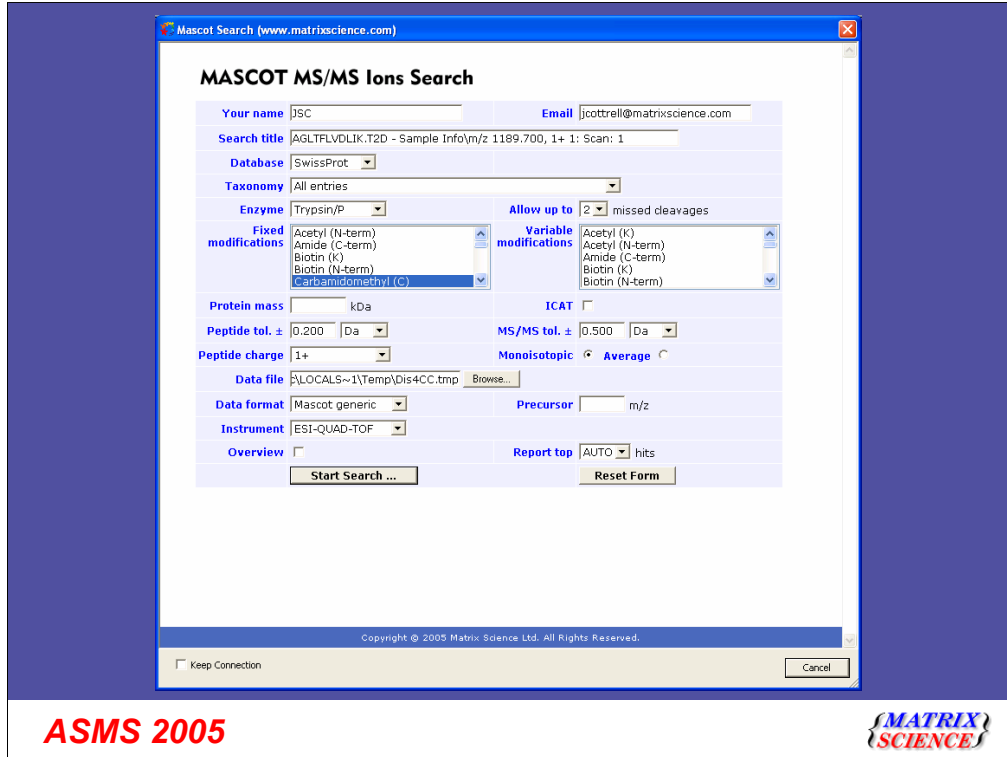 Mascot Search (www.matrixscience.com)
MASCOT MS/MS Ions Search
Your name JSC Email jcottrell@matrixscience.com
Search title AGLTFLVDLIK.T2D - Sample Info\m/z 1189.700, 1+ 1: Scan: 1
Database SwissProt
Taxonomy All entries
Enzyme Trypsin/P Allow up to 2 missed cleavages
Fixed modifications
Acetyl (N-term)
Amide (C-term)
Biotin (K)
Biotin (N-term)
Carbamidomethyl (C)
Variable modifications
Acetyl (K)
Acetyl (N-term)
Amide (C-term)
Biotin (K)
Biotin (N-term)
Protein mass kDa ICAT
Peptide tol. ± 0.200 Da MS/MS tol. ± 0.500 Da
Peptide charge 1+ Monoisotopic Average
Data file \LOCALS~1\Temp\Dis4CC.tmp Browse...
Data format Mascot generic Precursor m/z
Instrument ESI-QUAD-TOF
Overview Report top AUTO hits
Start Search ... Reset Form
Copyright © 2005 Matrix Science Ltd. All Rights Reserved.
Keep Connection Cancel
ASMS 2005
{MATRIX}
{SCIENCE}